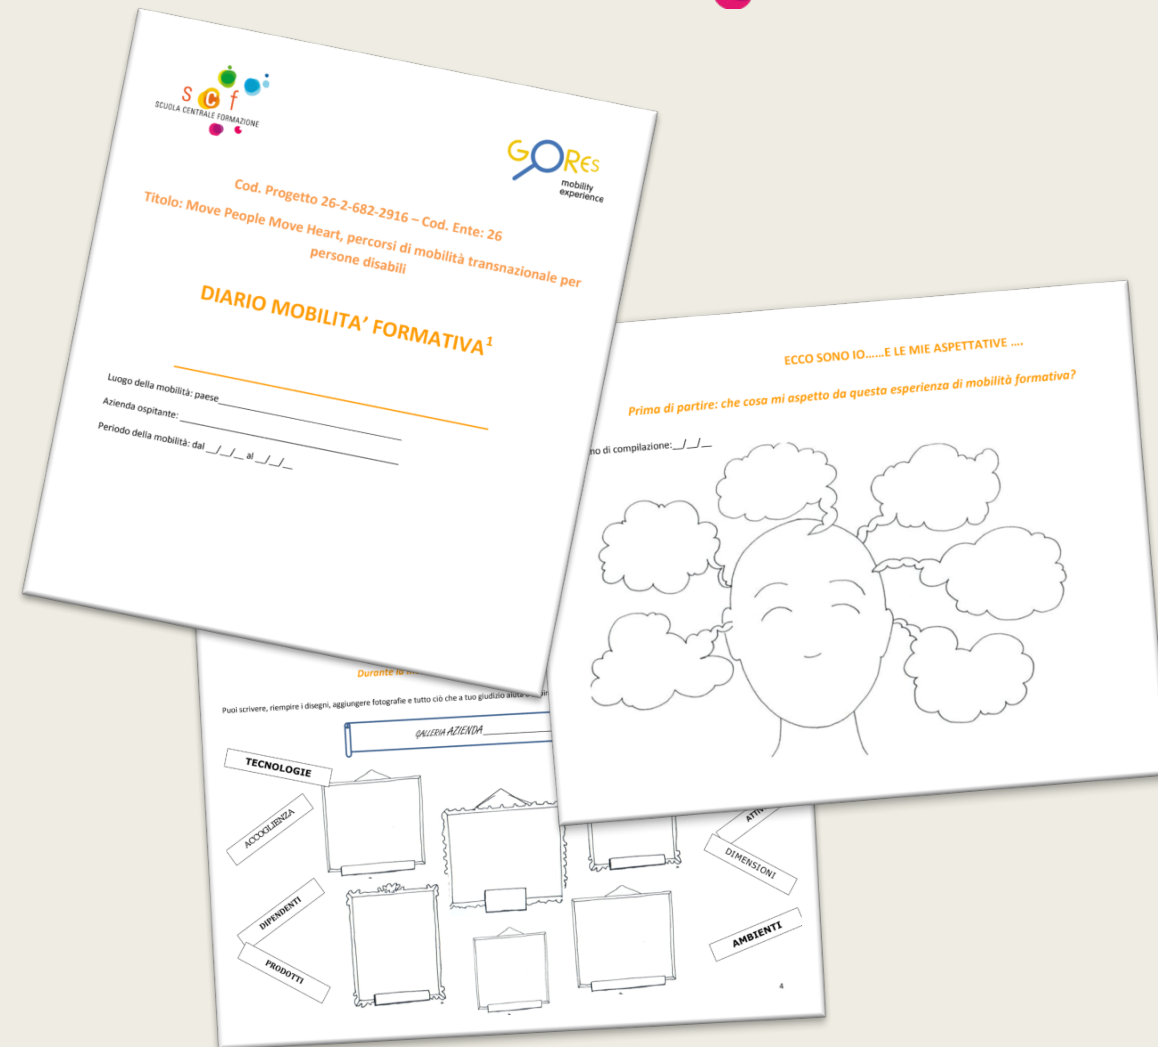 S C f
SCUOLA CENTRALE FORMAZIONE
GORES
mobility
experience
Cod. Progetto 26-2-682-2916 – Cod. Ente: 26
Titolo: Move People Move Heart, percorsi di mobilità transnazionale per
persone disabili
DIARIO MOBILITA’ FORMATIVA¹
Luogo della mobilità: paese
Azienda ospitante:
Periodo della mobilità: dal __/__/__ al __/__/__
ECCO SONO IO......E LE MIE ASPETTATIVE ....
Prima di partire: che cosa mi aspetto da questa esperienza di mobilità formativa?
di compilazione:__/__/__
Durante la
Puoi scrivere, riempire i disegni, aggiungere fotografie e tutto ciò che a tuo giudizio
GALLERIA AZIENDA
TECNOLOGIE
ACCOGLIENZA
DIPENDENTI
PRODOTTI
DIMENSIONI
AMBIENTI
4